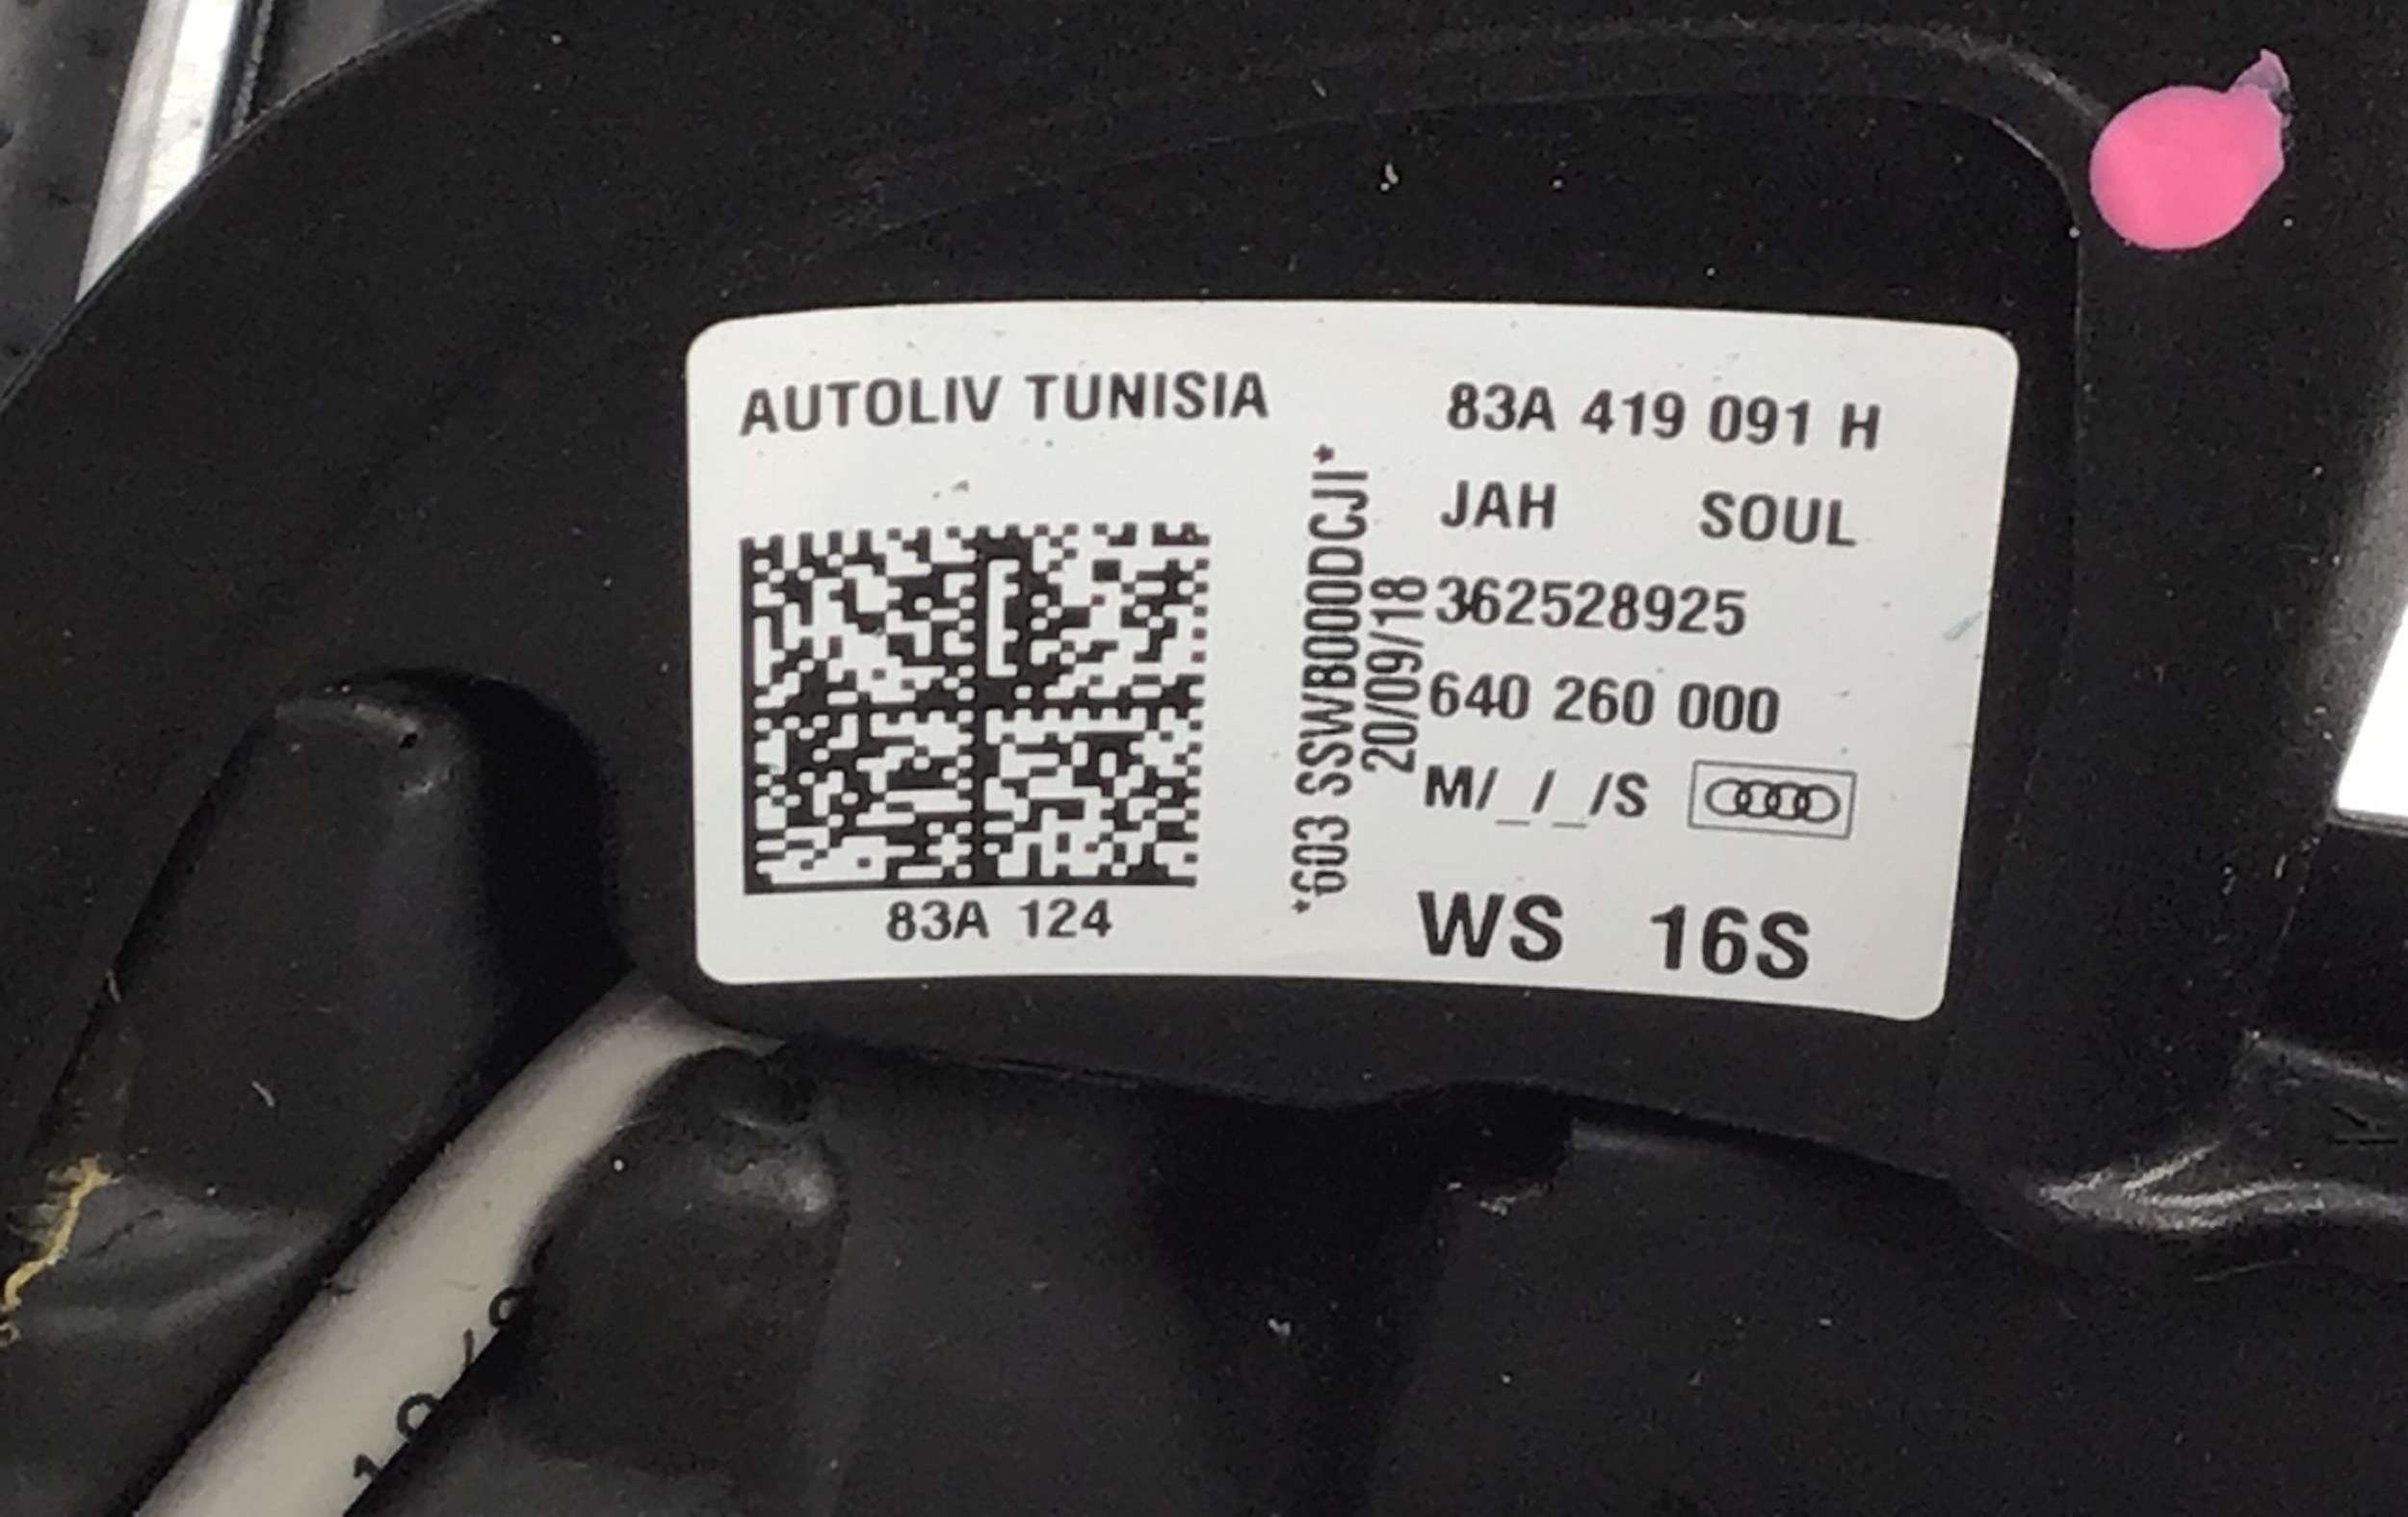 AUTOLIV TUNISIA
83A 124
*603 SSWB000DCJI*
20/09/18
83A 419 091 H
JAH SOUL
362528925
640 260 000
M/_/_/S
WS 16S